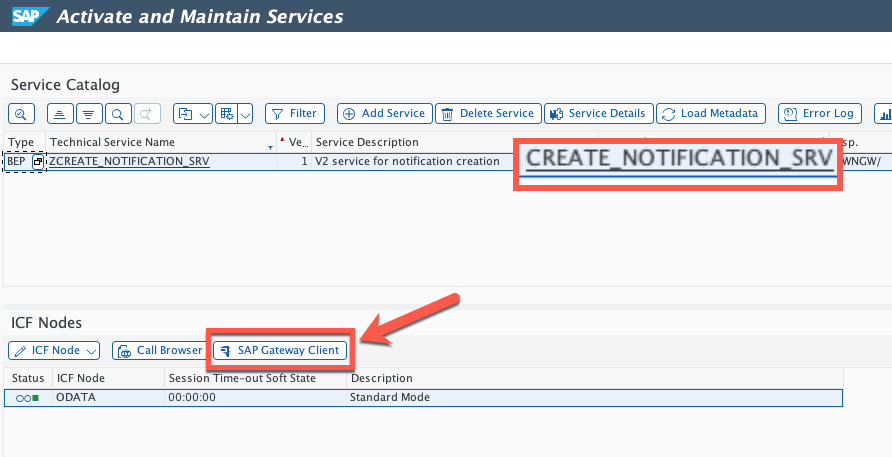 SAP Activate and Maintain Services
Service Catalog
Filter Add Service Delete Service Service Details Load Metadata Error Log
Type Technical Service Name Ve... Service Description sp.
BEP ZCREATE_NOTIFICATION_SRV 1 V2 service for notification creation CREATE_NOTIFICATION_SRV WNGW/
ICF Nodes
ICF Node Call Browser SAP Gateway Client
Status ICF Node Session Time-out Soft State Description
ODATA 00:00:00 Standard Mode